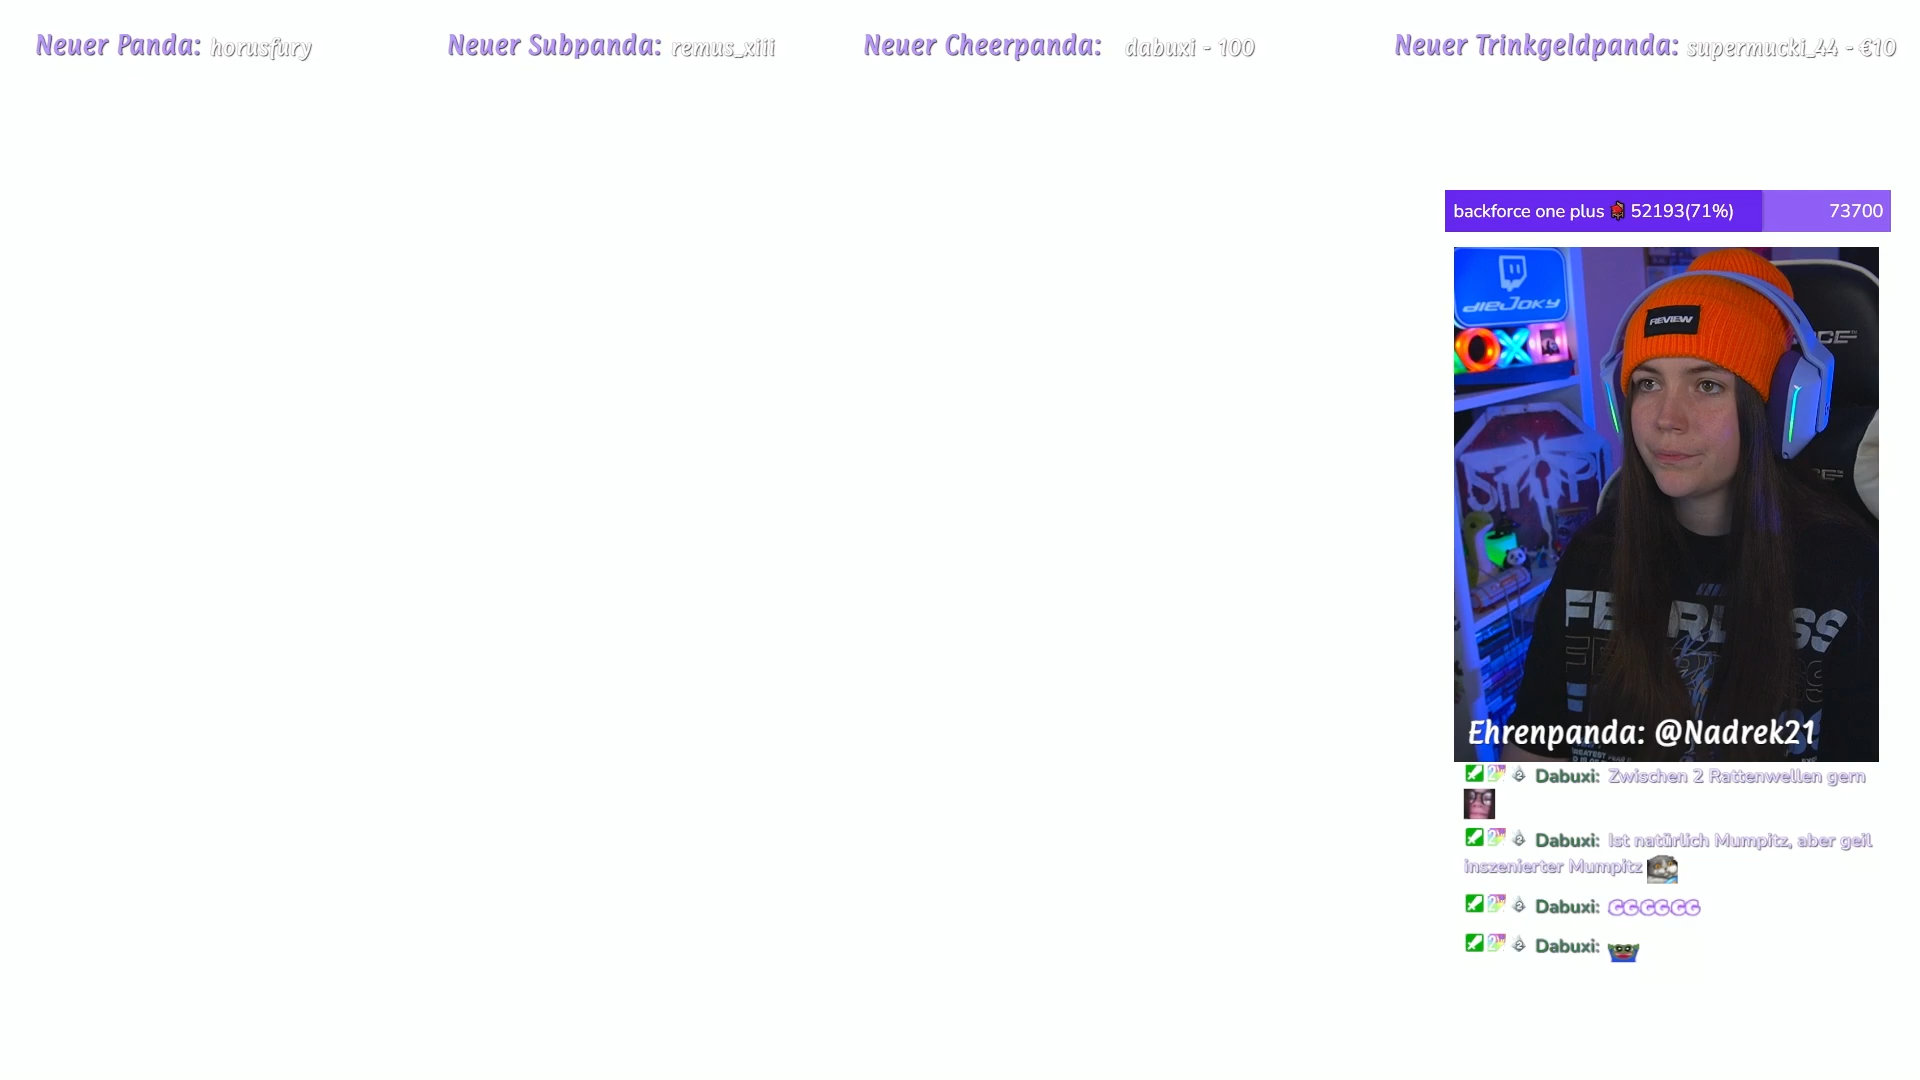 Neuer Panda: horusfury
Neuer Subpanda: remus_xiii
Neuer Cheerpanda: dabuxi - 100
Neuer Trinkgeldpanda: supermucki_44 - €10
backforce one plus 52193(71%) 73700
dieJoky
REVIEW
FEARLESS
Ehrenpanda: @Nadrek21
Dabuxi: Zwischen 2 Rattenwellen gern
Dabuxi: Ist natürlich Mumpitz, aber geil
inszenierter Mumpitz
Dabuxi: GGGGGG
Dabuxi: